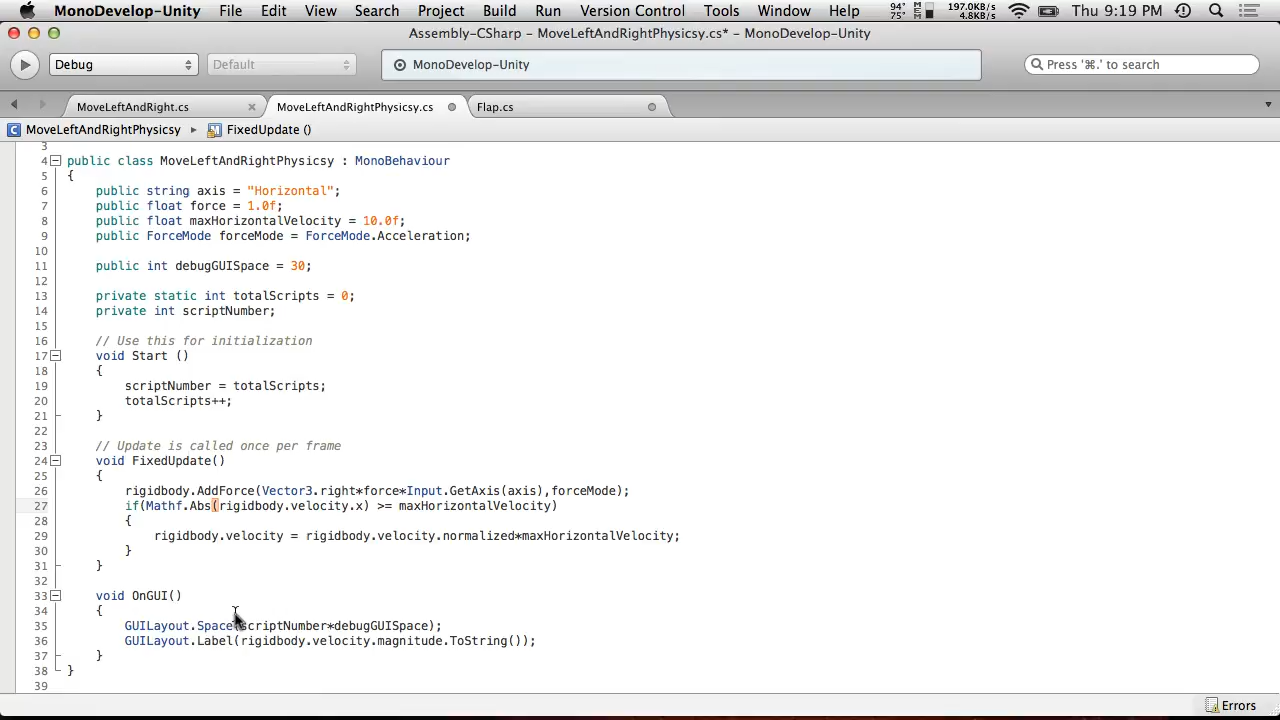 MonoDevelop-Unity File Edit View Search Project Build Run Version Control Tools Window Help 94° 75° M M 197.0KB/s 4.8KB/s Thu 9:19 PM
Assembly-CSharp – MoveLeftAndRightPhysicsy.cs* – MonoDevelop-Unity
Debug Default MonoDevelop-Unity Press '⌘.' to search
MoveLeftAndRight.cs MoveLeftAndRightPhysicsy.cs Flap.cs
C MoveLeftAndRightPhysicsy FixedUpdate ()
3
4 public class MoveLeftAndRightPhysicsy : MonoBehaviour
5 {
6 public string axis = "Horizontal";
7 public float force = 1.0f;
8 public float maxHorizontalVelocity = 10.0f;
9 public ForceMode forceMode = ForceMode.Acceleration;
10
11 public int debugGUISpace = 30;
12
13 private static int totalScripts = 0;
14 private int scriptNumber;
15
16 // Use this for initialization
17 void Start ()
18 {
19 scriptNumber = totalScripts;
20 totalScripts++;
21 }
22
23 // Update is called once per frame
24 void FixedUpdate()
25 {
26 rigidbody.AddForce(Vector3.right*force*Input.GetAxis(axis),forceMode);
27 if(Mathf.Abs(rigidbody.velocity.x) >= maxHorizontalVelocity)
28 {
29 rigidbody.velocity = rigidbody.velocity.normalized*maxHorizontalVelocity;
30 }
31 }
32
33 void OnGUI()
34 {
35 GUILayout.Space(scriptNumber*debugGUISpace);
36 GUILayout.Label(rigidbody.velocity.magnitude.ToString());
37 }
38 }
39
Errors